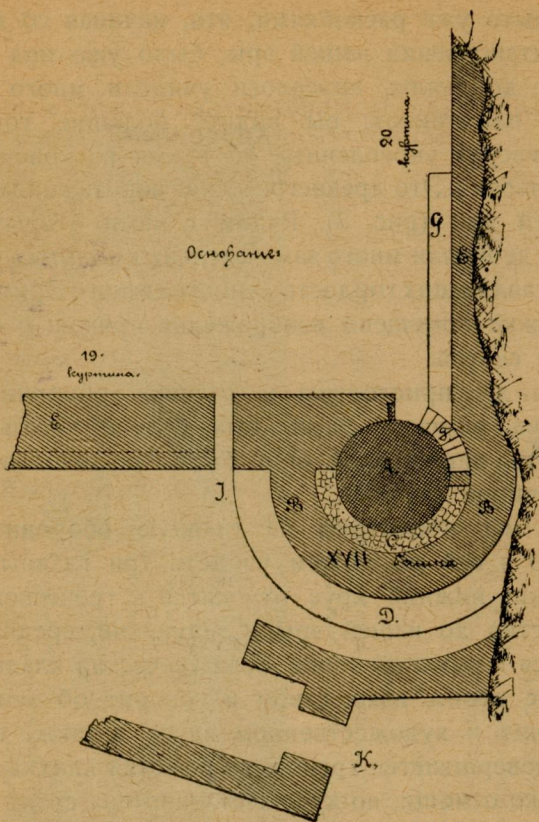 20
куртина
G.
E
Основание
19.
куртина.
E
A.
J.
B
B
C
XVII башня
D.
K.